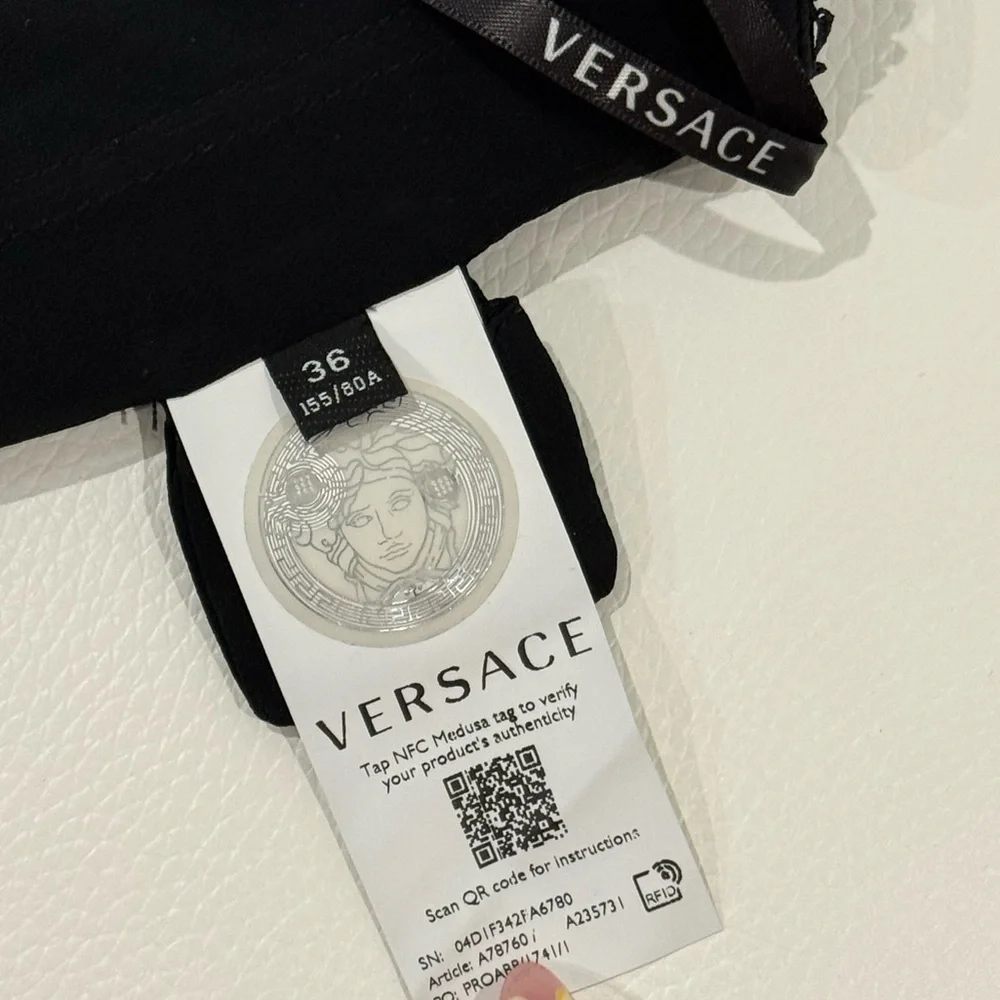 VERSACE
36
155/80A
VERSACE
Tap NFC Medusa tag to verify
your product's authenticity
Scan QR code for instructions
RFID
SN: 04D1F342FA6780
Article: A78760 A235731
PO: